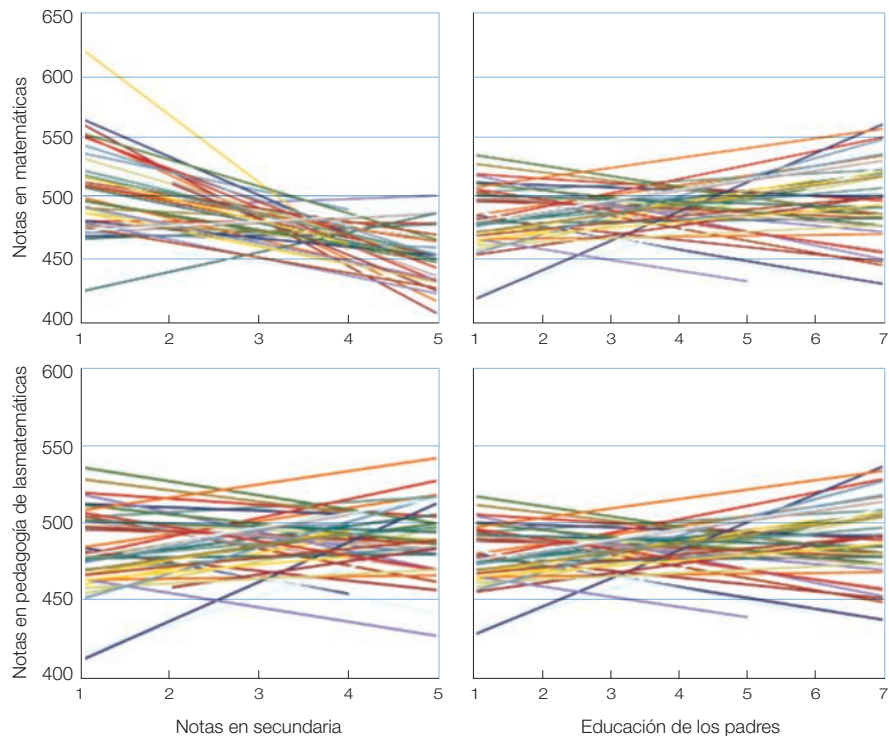 Notas en matemáticas
650
600
550
500
450
400
1 2 3 4 5
1 2 3 4 5 6 7
Notas en pedagogía de lasmatemáticas
600
550
500
450
400
1 2 3 4 5
1 2 3 4 5 6 7
Notas en secundaria
Educación de los padres